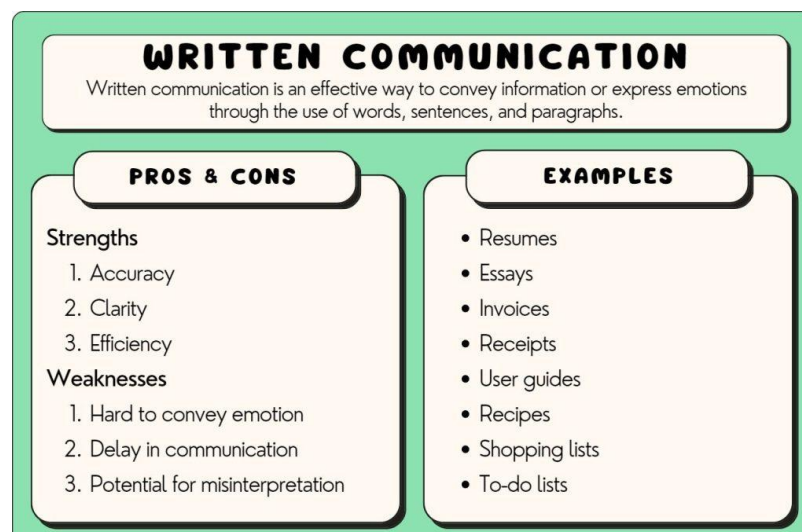 WRITTEN COMMUNICATION
Written communication is an effective way to convey information or express emotions
through the use of words, sentences, and paragraphs.
PROS & CONS
Strengths
1. Accuracy
2. Clarity
3. Efficiency
Weaknesses
1. Hard to convey emotion
2. Delay in communication
3. Potential for misinterpretation
EXAMPLES
• Resumes
• Essays
• Invoices
• Receipts
• User guides
• Recipes
• Shopping lists
• To-do lists